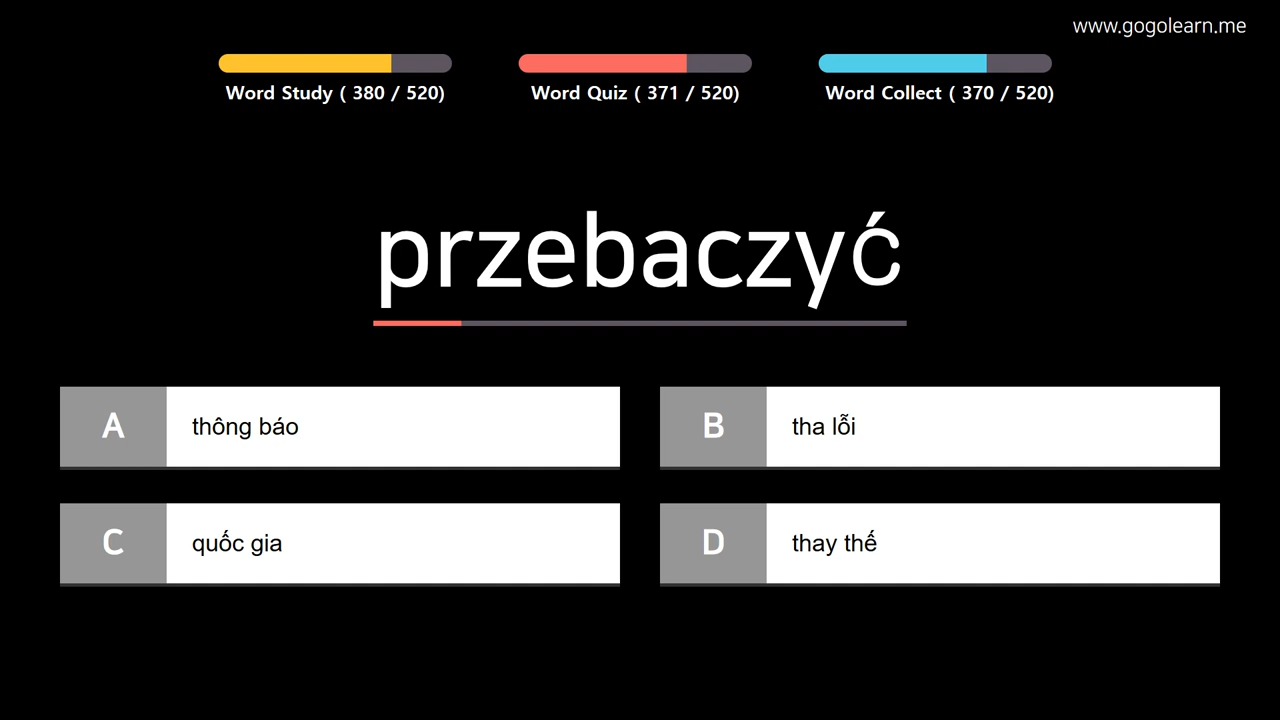 www.gogolearn.me
Word Study ( 380 / 520)
Word Quiz ( 371 / 520)
Word Collect ( 370 / 520)
przebaczyć
A thông báo
B tha lỗi
C quốc gia
D thay thế